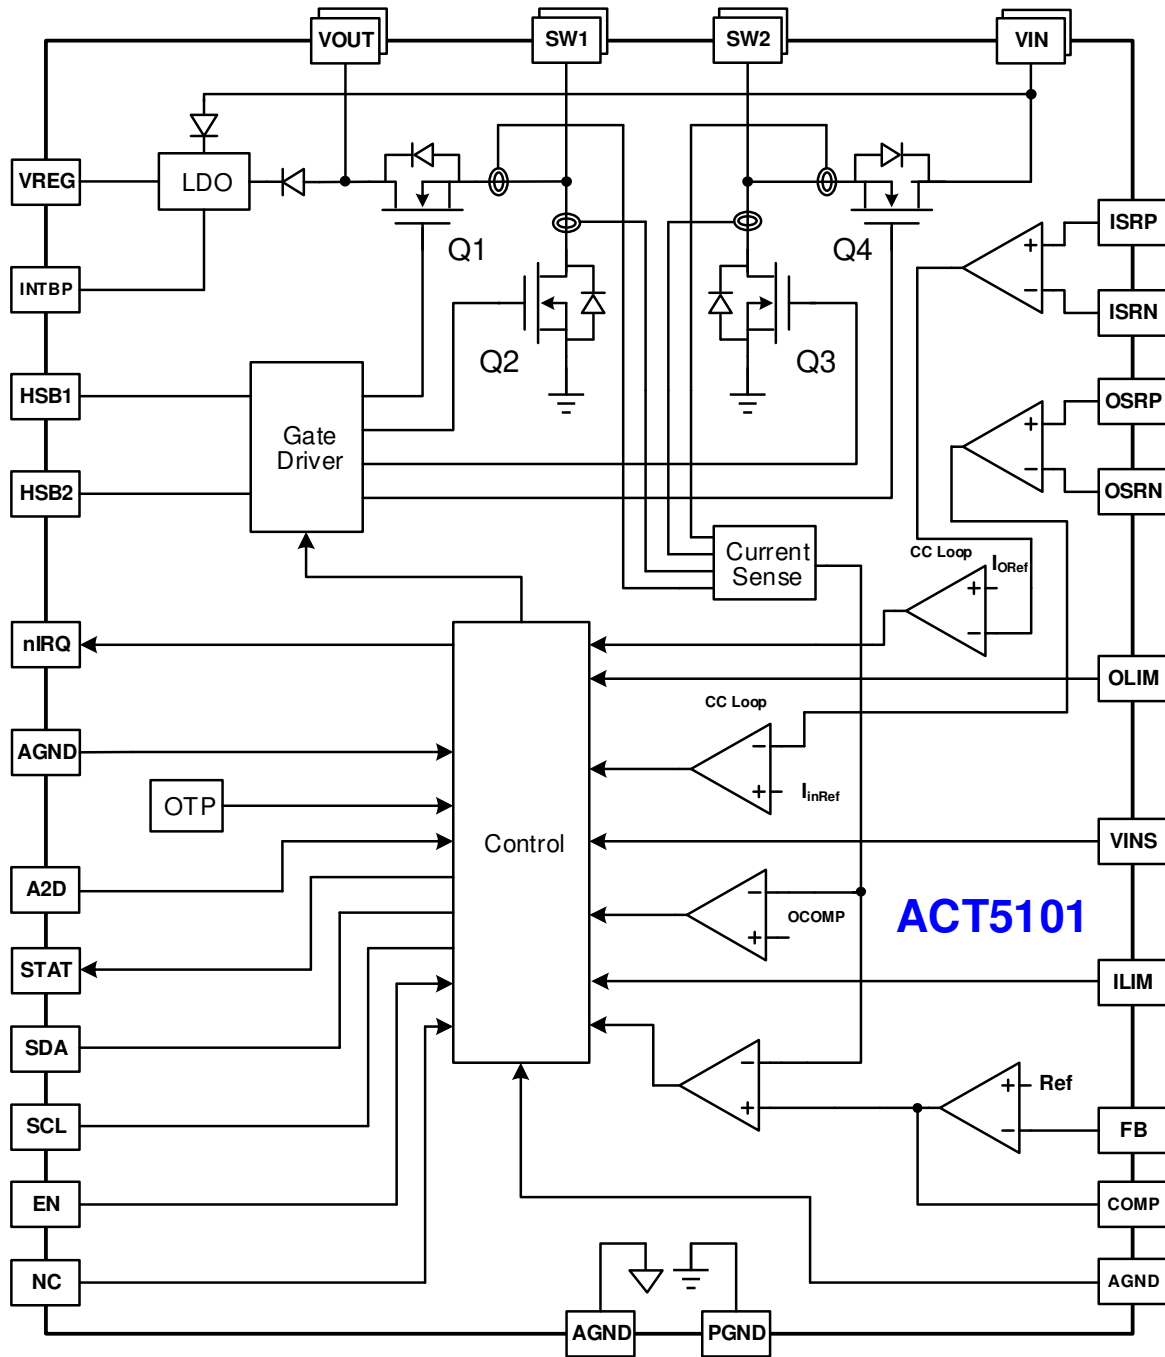 VOUT
SW1
SW2
VIN
VREG
LDO
ISRP
Q1
Q4
INTBP
ISRN
Q2
Q3
HSB1
OSRP
Gate
Driver
HSB2
OSRN
Current
Sense
CC Loop
IORef
+
−
+
−
+
−
nIRQ
OLIM
CC Loop
AGND
−
+
IinRef
OTP
Control
VINS
A2D
−
OCOMP
+
ACT5101
STAT
ILIM
SDA
−
+
+
−
Ref
SCL
FB
EN
COMP
NC
AGND
AGND
PGND